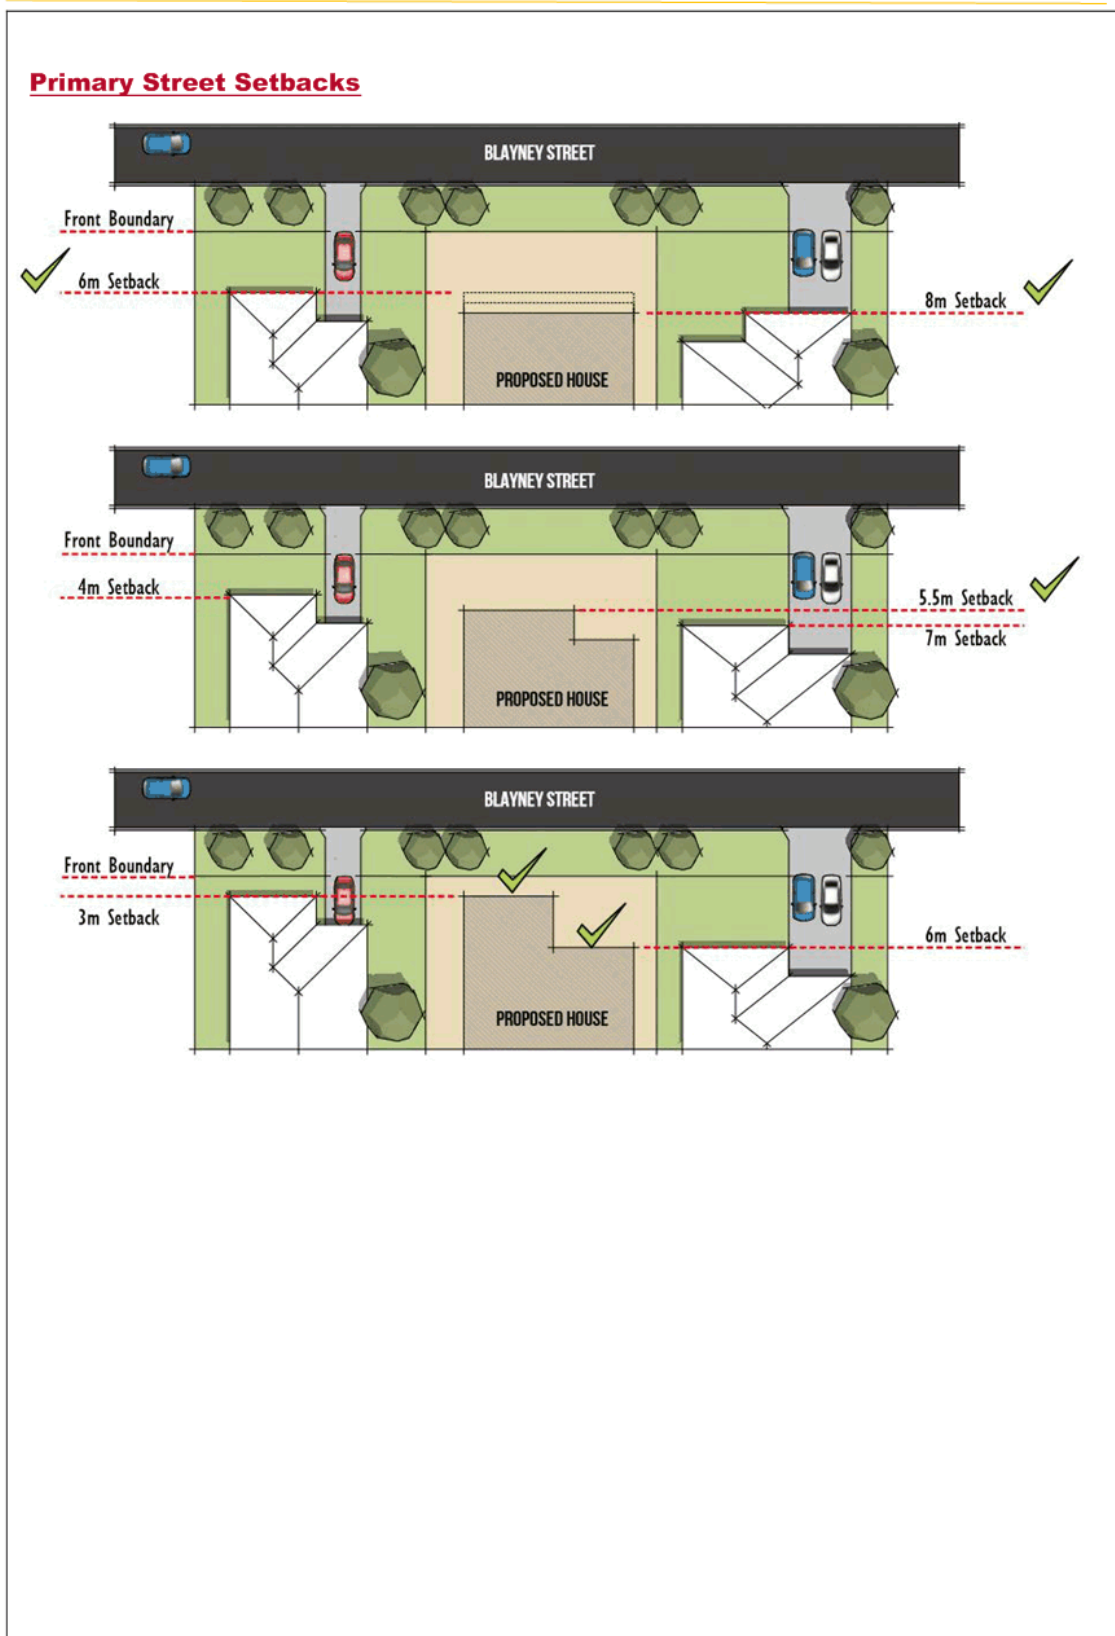 Primary Street Setbacks
BLAYNEY STREET
Front Boundary
6m Setback
8m Setback
PROPOSED HOUSE
BLAYNEY STREET
Front Boundary
4m Setback
5.5m Setback
7m Setback
PROPOSED HOUSE
BLAYNEY STREET
Front Boundary
3m Setback
6m Setback
PROPOSED HOUSE